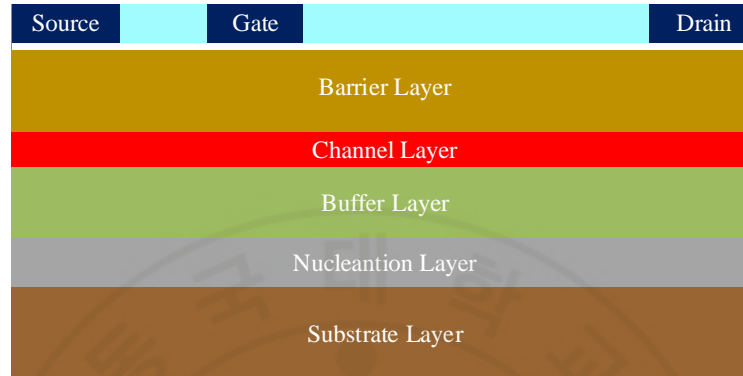 Source Gate Drain
Barrier Layer
Channel Layer
Buffer Layer
Nucleantion Layer
Substrate Layer